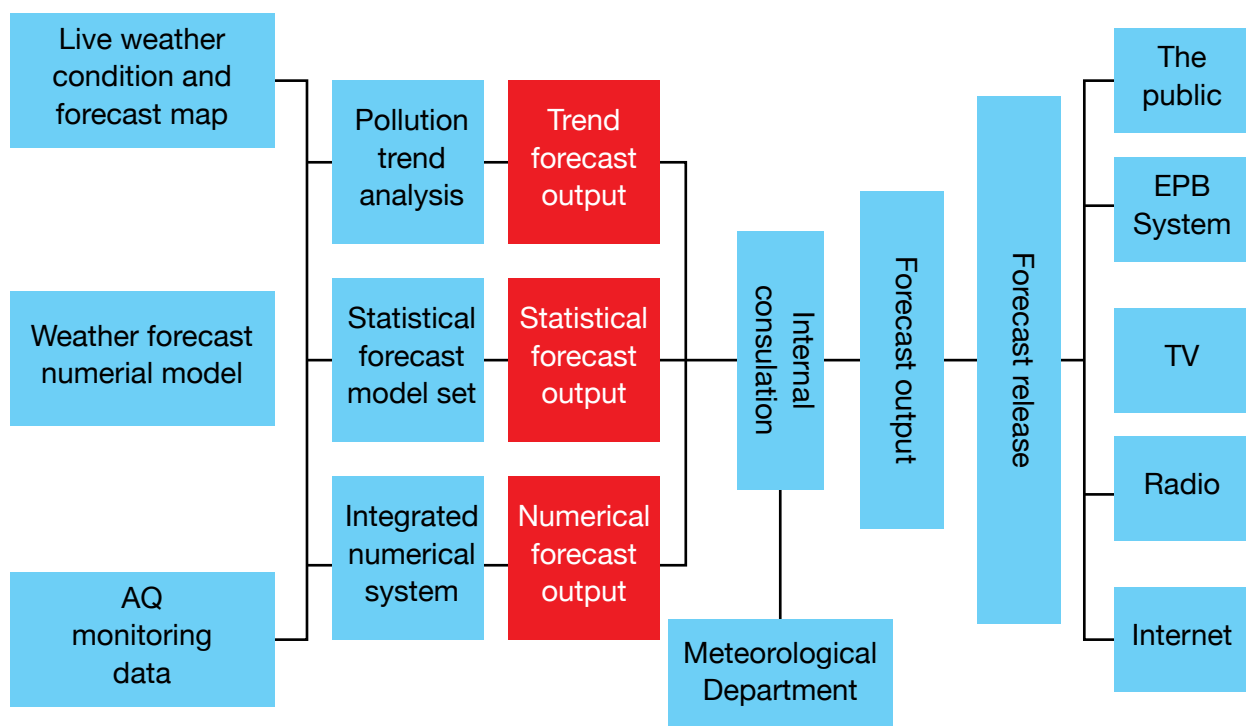 Live weather
condition and
forecast map
Weather forecast
numerial model
AQ
monitoring
data
Pollution
trend
analysis
Statistical
forecast
model set
Integrated
numerical
system
Trend
forecast
output
Statistical
forecast
output
Numerical
forecast
output
Internal
consulation
Meteorological
Department
Forecast output
Forecast release
The
public
EPB
System
TV
Radio
Internet